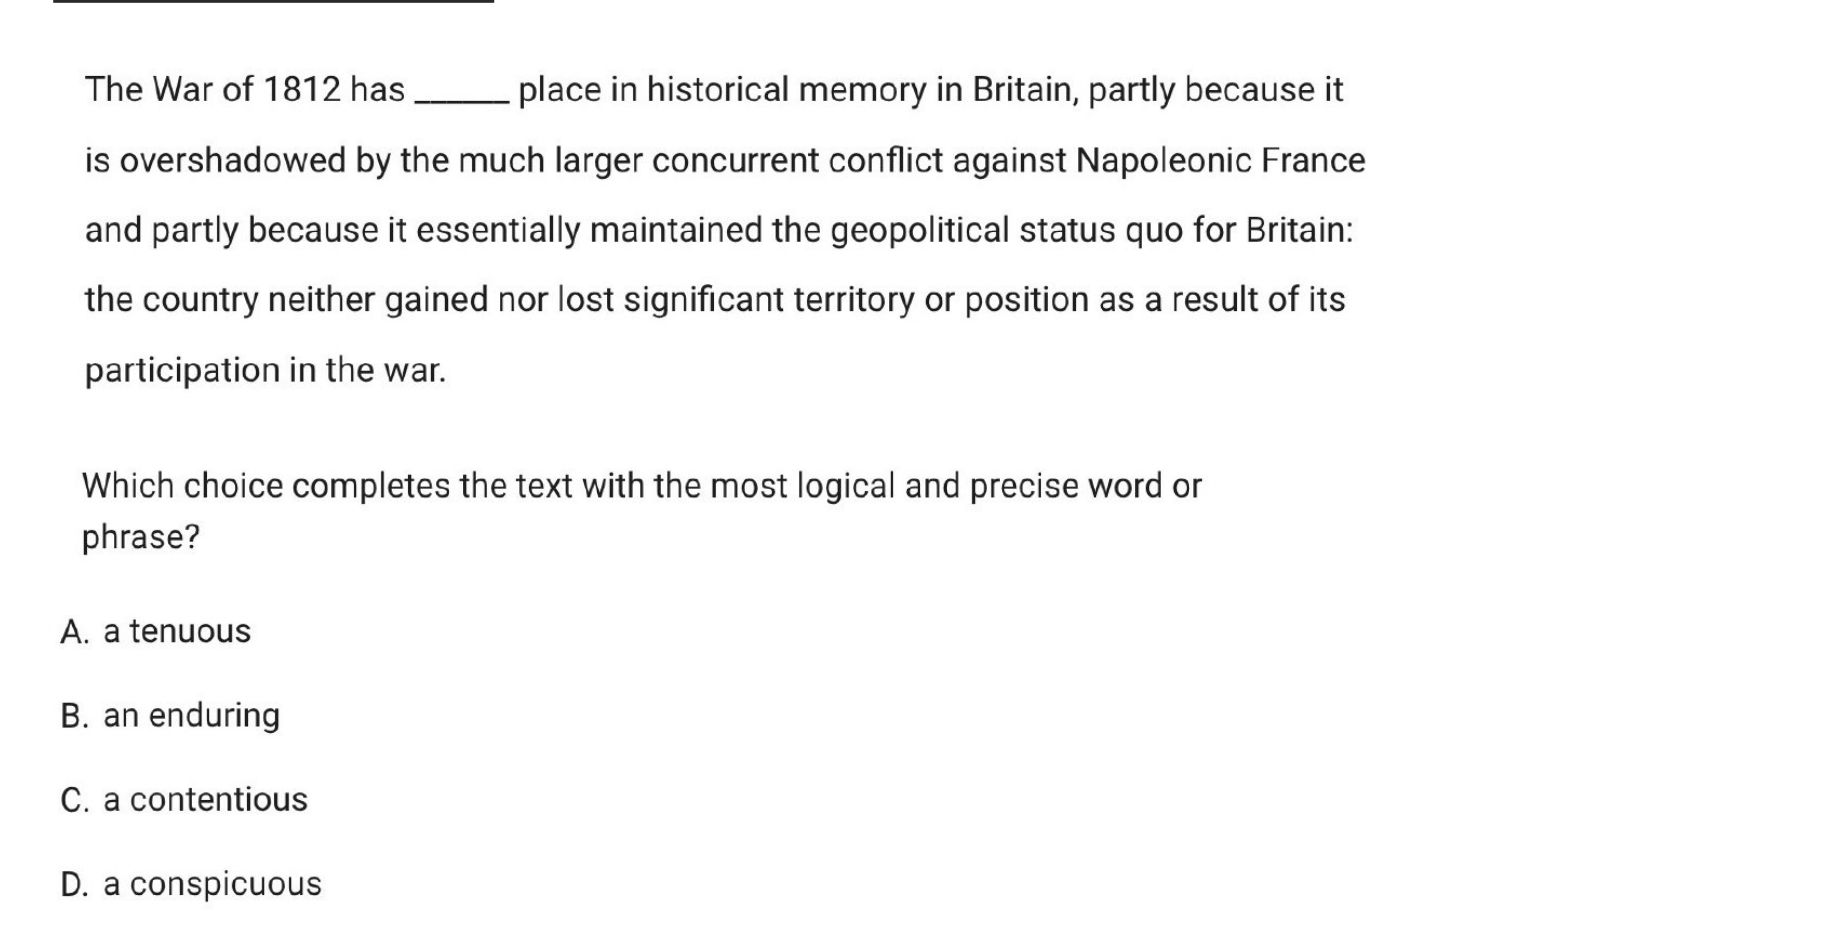 The War of 1812 has ______ place in historical memory in Britain, partly because it
is overshadowed by the much larger concurrent conflict against Napoleonic France
and partly because it essentially maintained the geopolitical status quo for Britain:
the country neither gained nor lost significant territory or position as a result of its
participation in the war.
Which choice completes the text with the most logical and precise word or
phrase?
A. a tenuous
B. an enduring
C. a contentious
D. a conspicuous